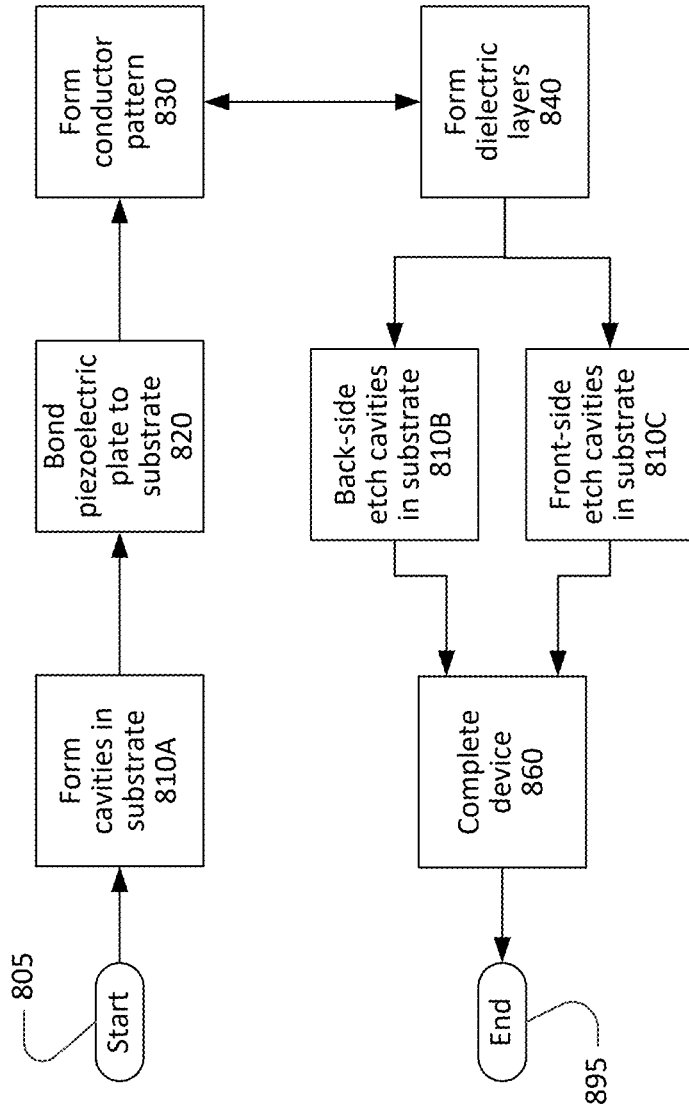 805
Start
Form
cavities in
substrate
810A
Bond
piezoelectric
plate to
substrate
820
Form
conductor
pattern
830
Form
dielectric
layers
840
Back-side
etch cavities
in substrate
810B
Front-side
etch cavities
in substrate
810C
Complete
device
860
End
895